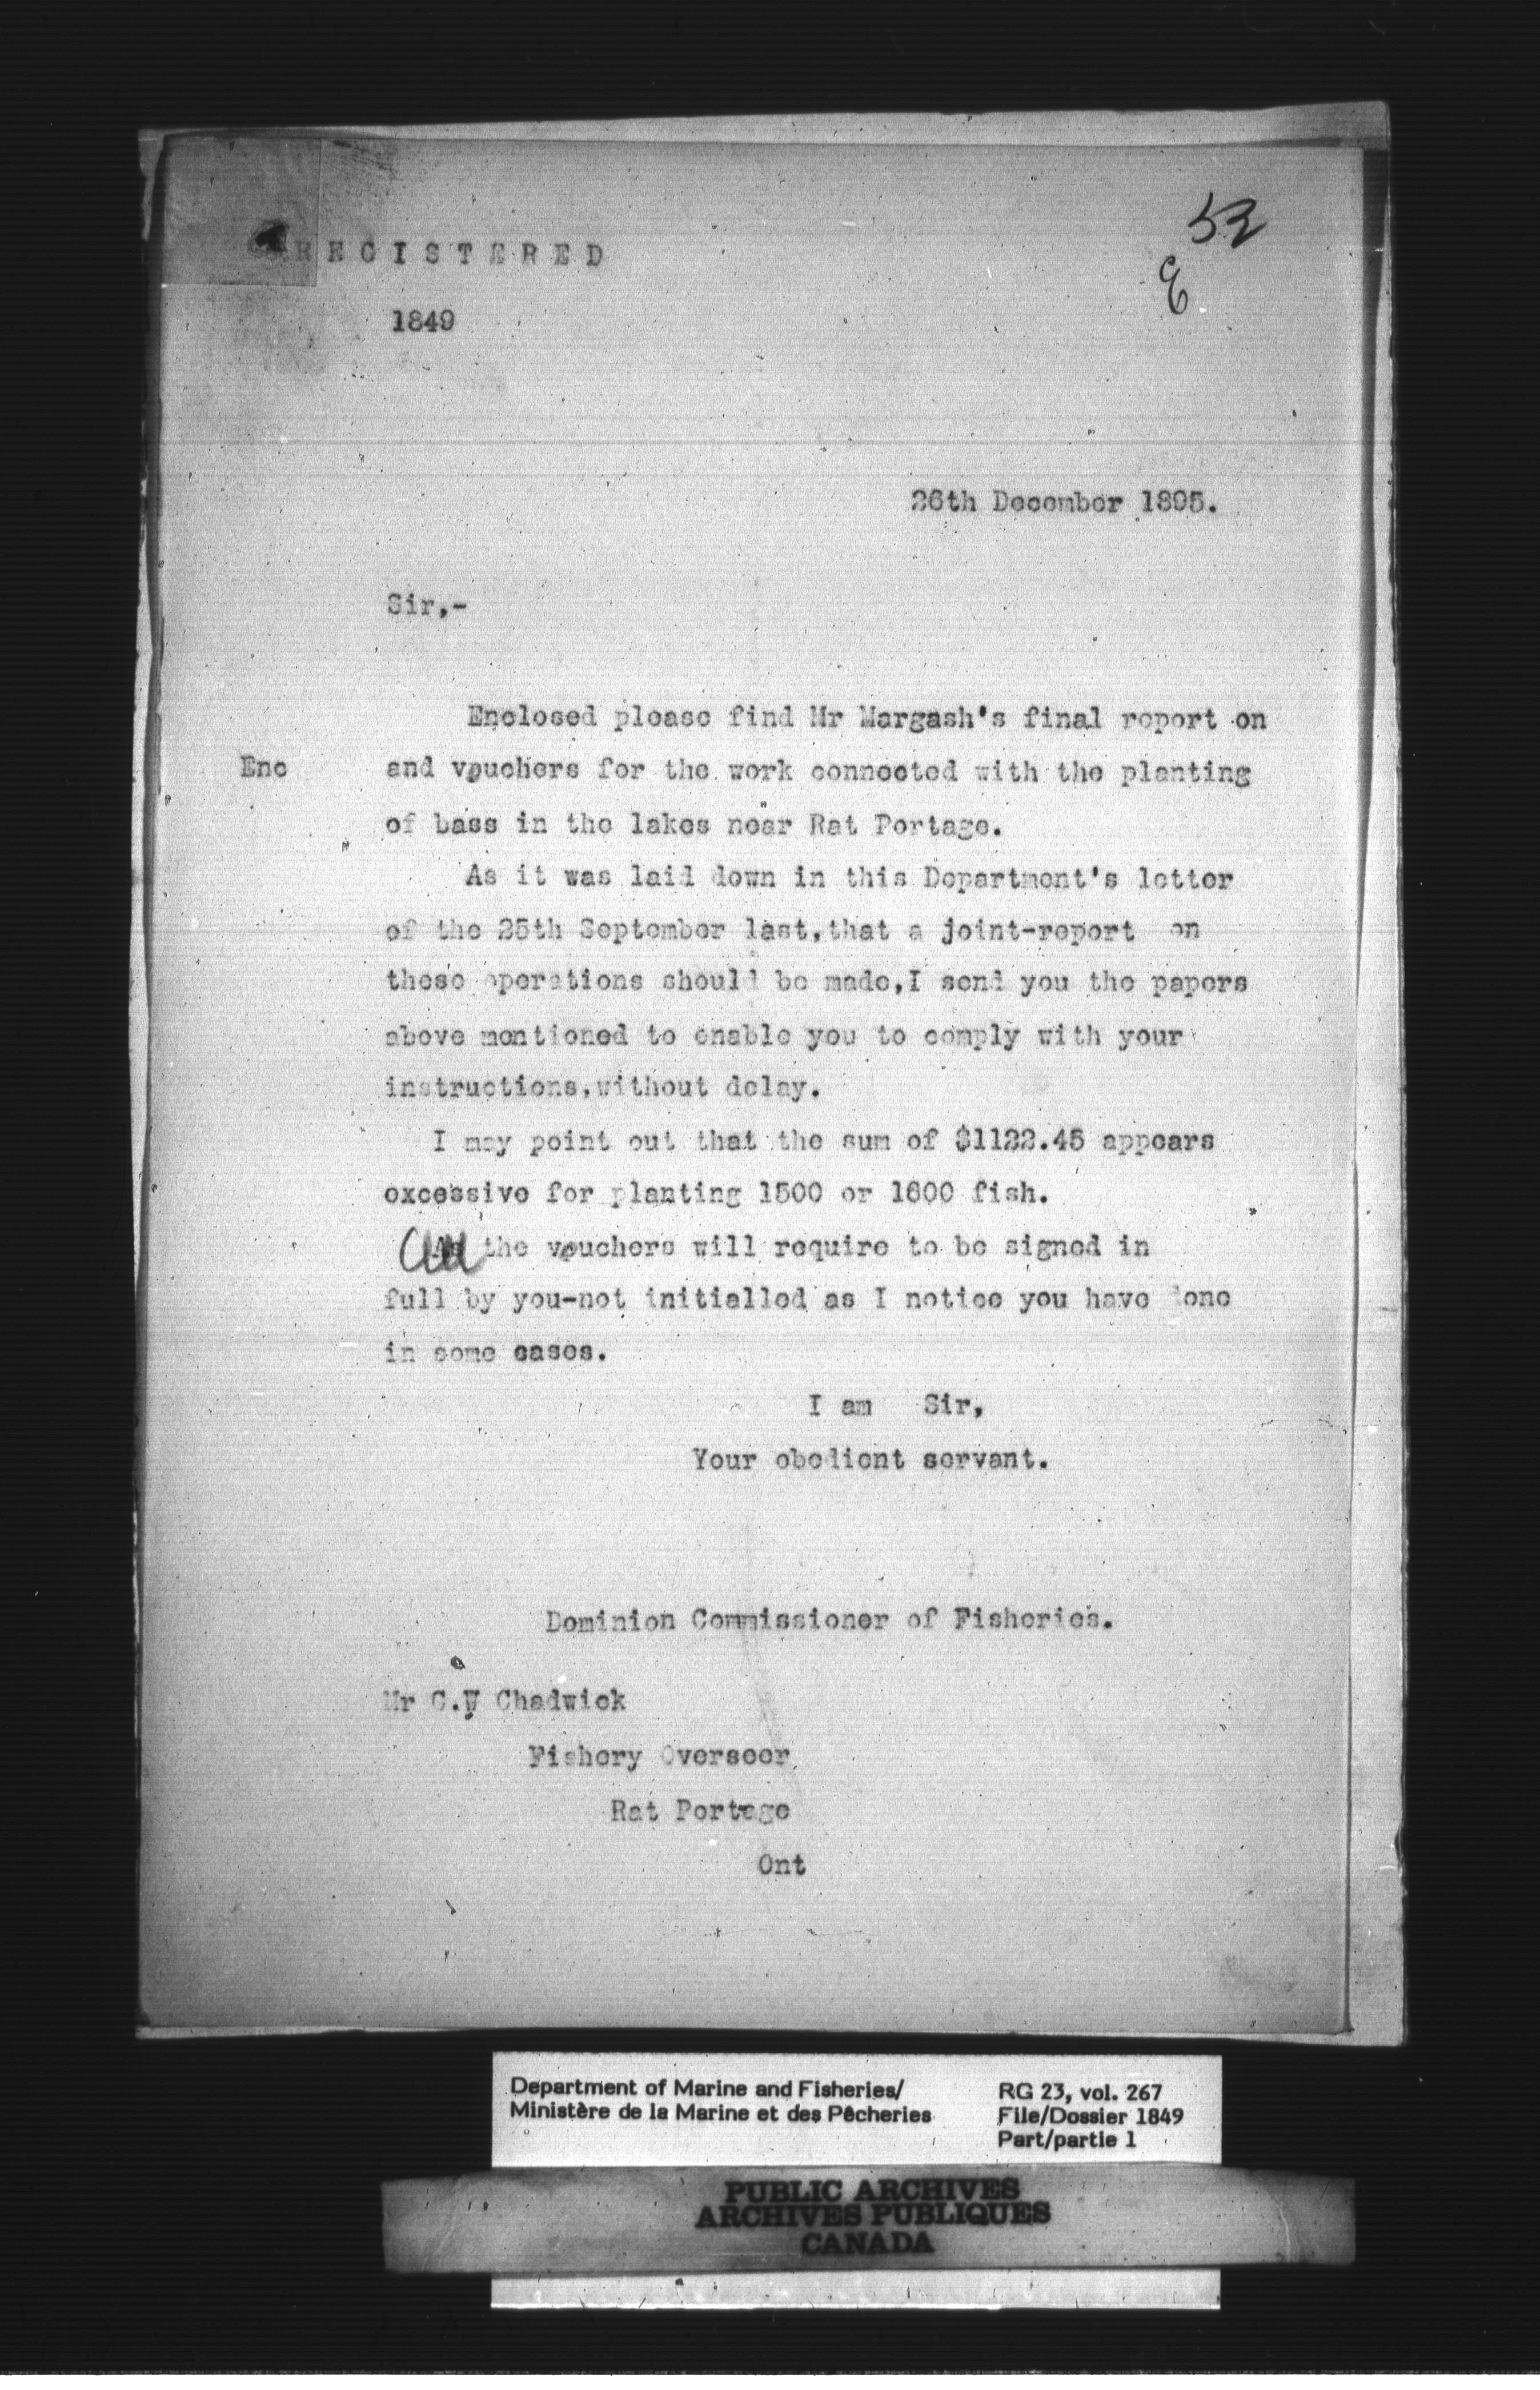 52
E
REGISTERED
1849
26th December 1895.
Sir,-
Enclosed please find Mr Margash's final report on
Enc and vouchers for the work connected with the planting
of bass in the lakes near Rat Portage.
As it was laid down in this Department's letter
of the 25th September last,that a joint-report on
these operations should be made,I send you the papers
above mentioned to enable you to comply with your
instructions,without delay.
I may point out that the sum of $1122.45 appears
excessive for planting 1500 or 1600 fish.
All the vouchers will require to be signed in
full by you-not initialled as I notice you have done
in some cases.
I am Sir,
Your obedient servant.
Dominion Commissioner of Fisheries.
Mr C.W Chadwick
Fishery Overseer
Rat Portage
Ont
Department of Marine and Fisheries/
Ministère de la Marine et des Pêcheries
RG 23, vol. 267
File/Dossier 1849
Part/partie 1
PUBLIC ARCHIVES
ARCHIVES PUBLIQUES
CANADA